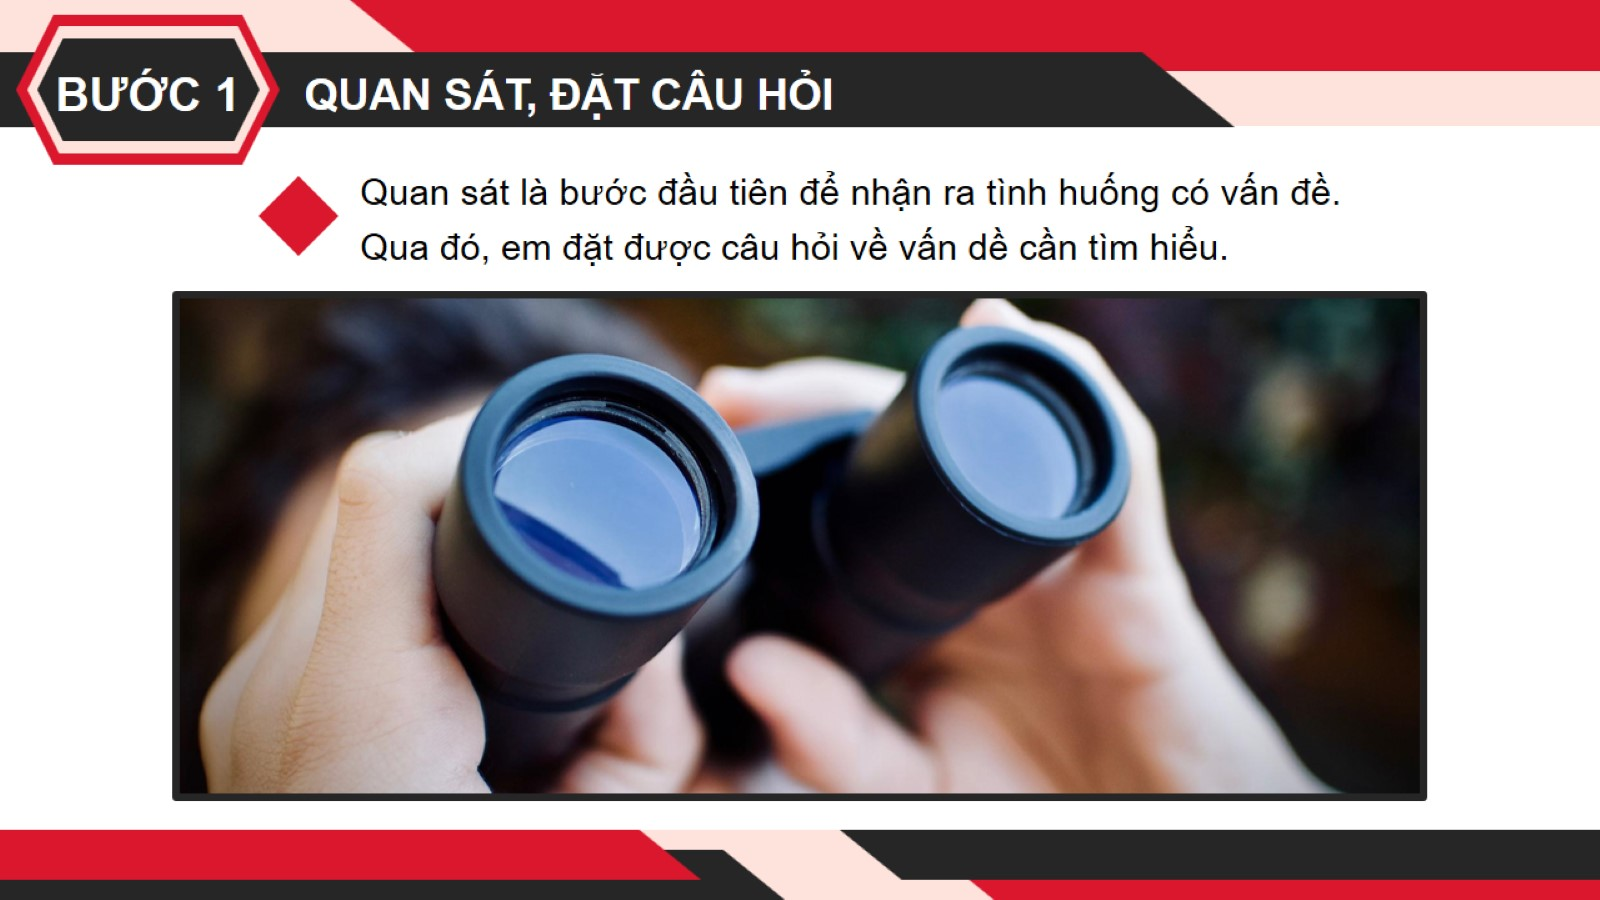 BƯỚC 1
QUAN SÁT, ĐẶT CÂU HỎI
Quan sát là bước đầu tiên để nhận ra tình huống có vấn đề.
Qua đó, em đặt được câu hỏi về vấn dề cần tìm hiểu.